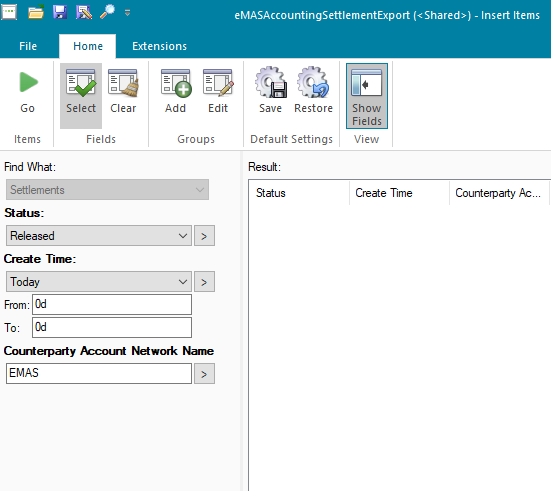 eMASAccountingSettlementExport (<Shared>) - Insert Items
File Home Extensions
Go Select Clear Add Edit Save Restore Show Fields
Items Fields Groups Default Settings View
Find What:
Settlements
Status:
Released >
Create Time:
Today >
From: 0d
To: 0d
Counterparty Account Network Name
EMAS >
Result:
Status Create Time Counterparty Ac...